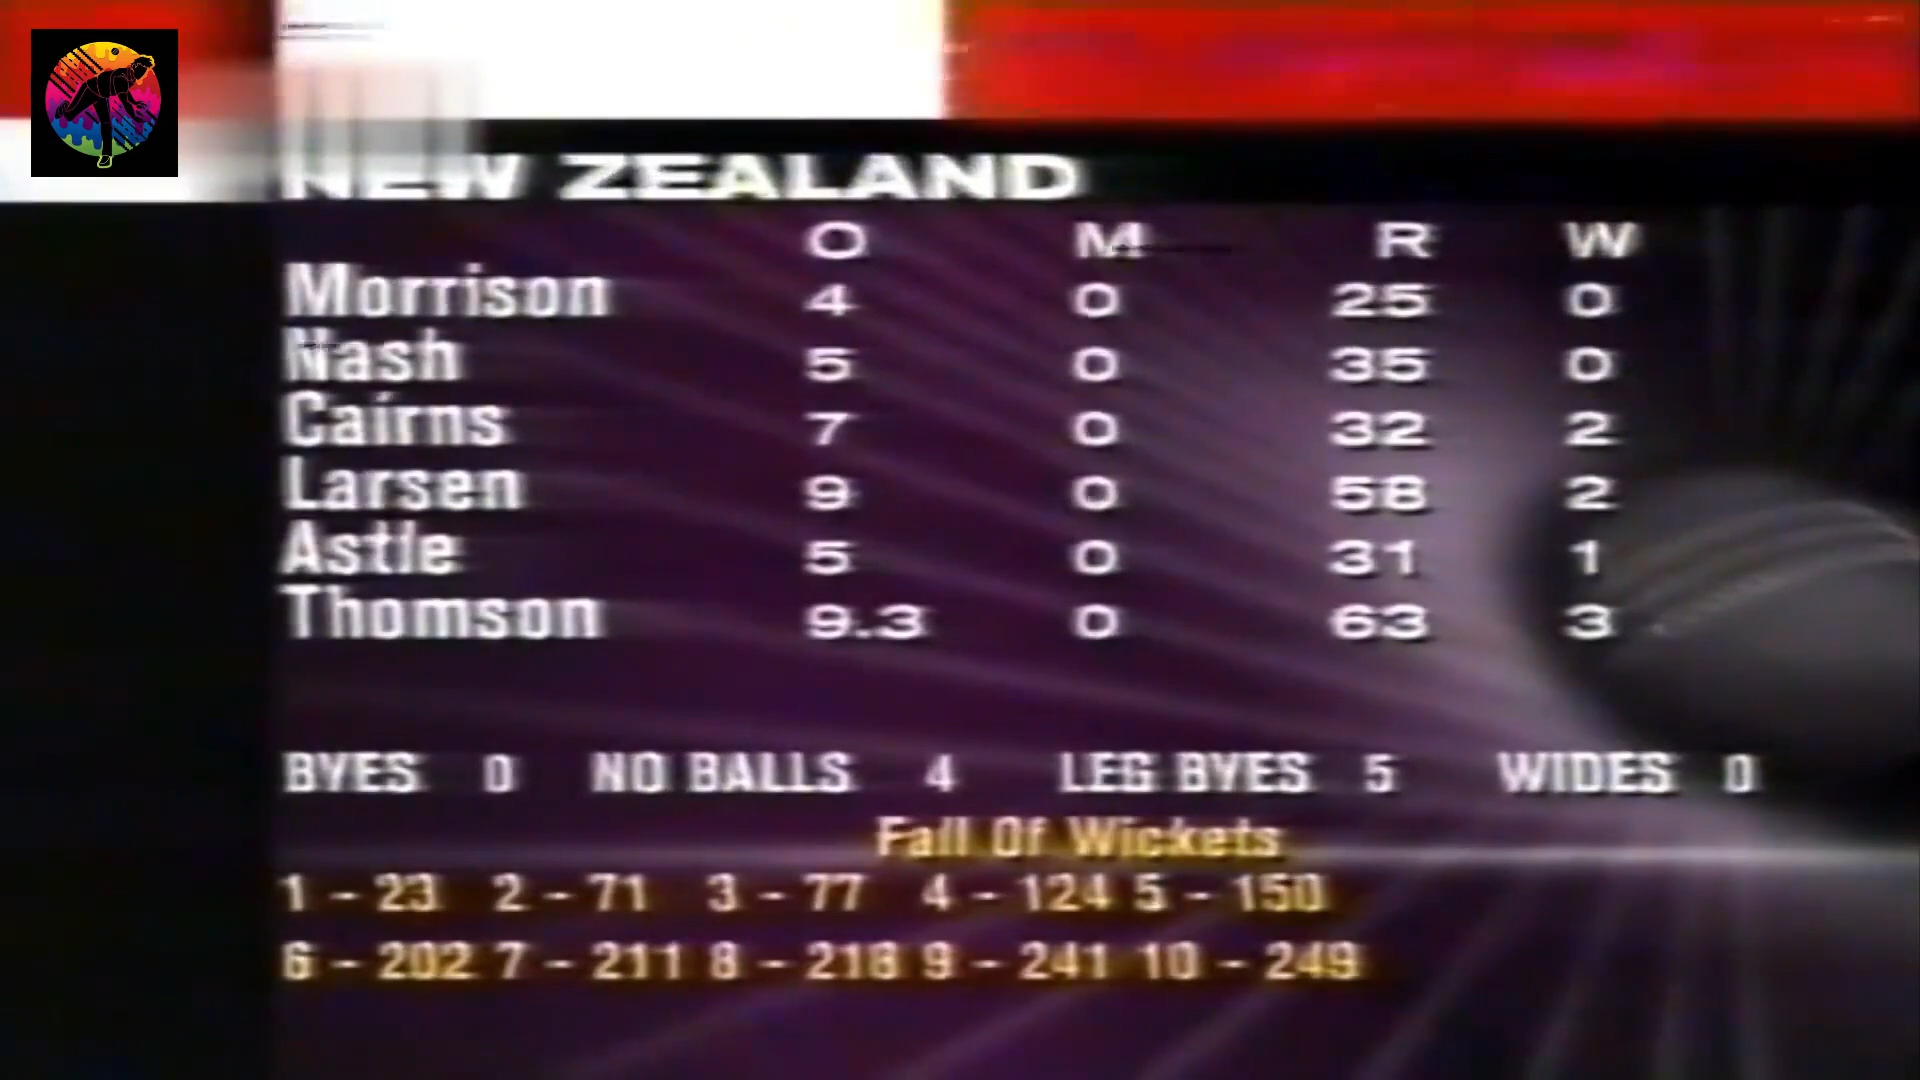 NEW ZEALAND
O M R W
Morrison 4 0 25 0
Nash 5 0 35 0
Cairns 7 0 32 2
Larsen 9 0 58 2
Astle 5 0 31 1
Thomson 9.3 0 63 3
BYES 0 NO BALLS 4 LEG BYES 5 WIDES 0
Fall Of Wickets
1 - 23 2 - 71 3 - 77 4 - 124 5 - 150
6 - 202 7 - 211 8 - 218 9 - 241 10 - 249